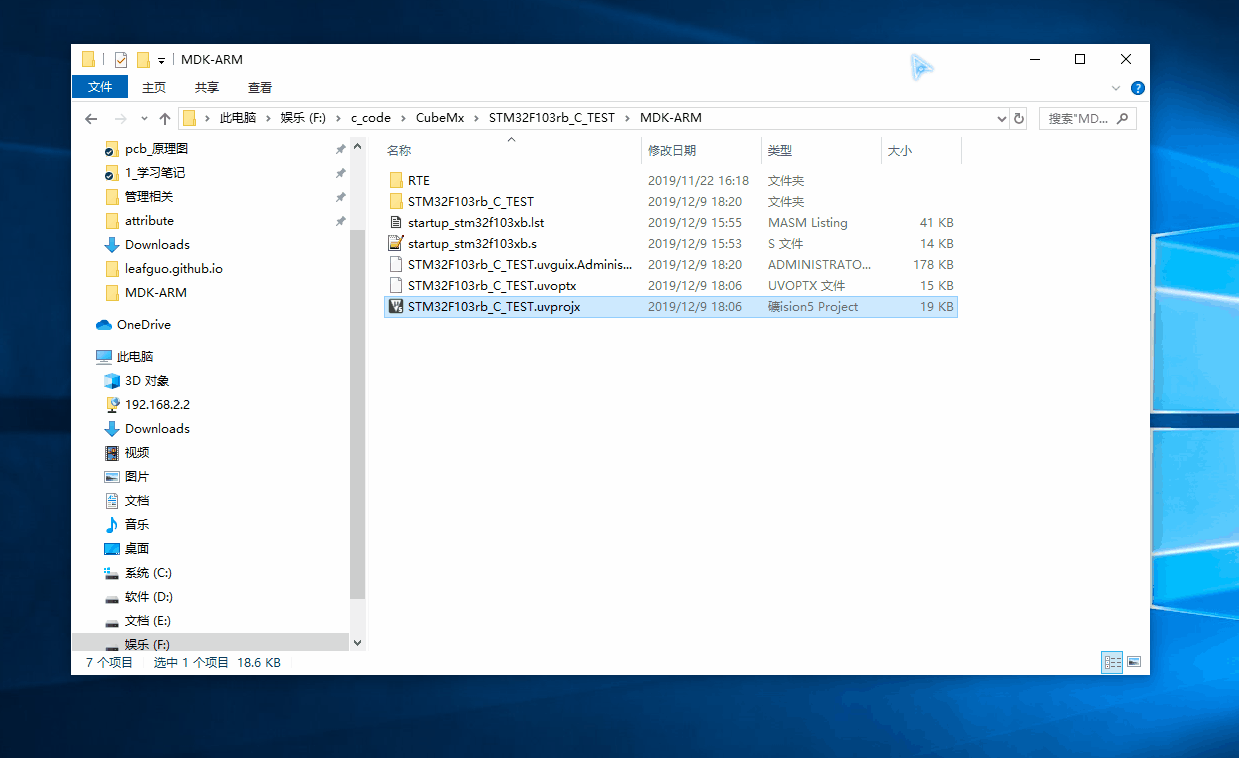 MDK-ARM
文件 主页 共享 查看
此电脑 娱乐 (F:) c_code CubeMx STM32F103rb_C_TEST MDK-ARM
搜索"MD...
pcb_原理图
1_学习笔记
管理相关
attribute
Downloads
leafguo.github.io
MDK-ARM
OneDrive
此电脑
3D 对象
192.168.2.2
Downloads
视频
图片
文档
音乐
桌面
系统 (C:)
软件 (D:)
文档 (E:)
娱乐 (F:)
名称 修改日期 类型 大小
RTE 2019/11/22 16:18 文件夹
STM32F103rb_C_TEST 2019/12/9 18:20 文件夹
startup_stm32f103xb.lst 2019/12/9 15:55 MASM Listing 41 KB
startup_stm32f103xb.s 2019/12/9 15:53 S 文件 14 KB
STM32F103rb_C_TEST.uvguix.Adminis... 2019/12/9 18:20 ADMINISTRATO... 178 KB
STM32F103rb_C_TEST.uvoptx 2019/12/9 18:06 UVOPTX 文件 15 KB
STM32F103rb_C_TEST.uvprojx 2019/12/9 18:06 礦ision5 Project 19 KB
7 个项目 选中 1 个项目 18.6 KB